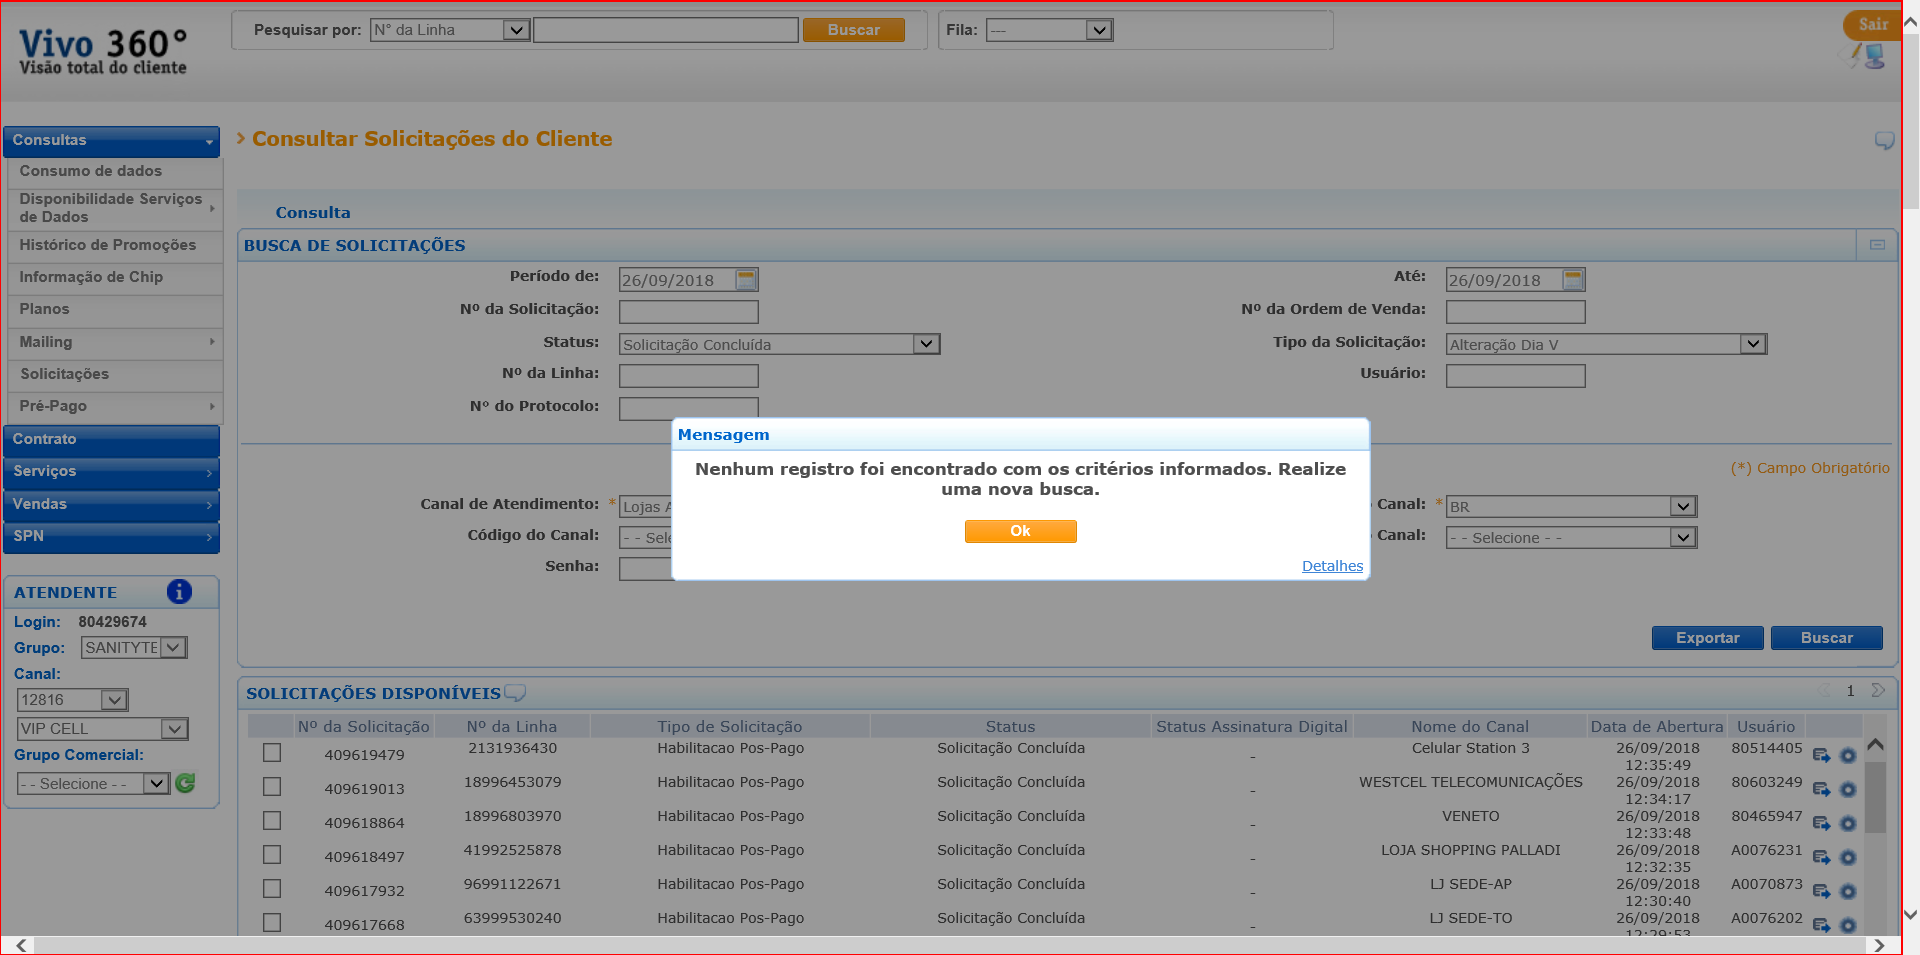 Vivo 360°
Visão total do cliente
Pesquisar por: N° da Linha Buscar
Fila: ---
Sair
Consultas
Consumo de dados
Disponibilidade Serviços
de Dados
Histórico de Promoções
Informação de Chip
Planos
Mailing
Solicitações
Pré-Pago
Contrato
Serviços
Vendas
SPN
ATENDENTE
Login: 80429674
Grupo: SANITYTE
Canal:
12816
VIP CELL
Grupo Comercial:
- - Selecione - -
Consultar Solicitações do Cliente
Consulta
BUSCA DE SOLICITAÇÕES
Período de: 26/09/2018 Até: 26/09/2018
Nº da Solicitação: Nº da Ordem de Venda:
Status: Solicitação Concluída Tipo da Solicitação: Alteração Dia V
Nº da Linha: Usuário:
N° do Protocolo:
Mensagem
Nenhum registro foi encontrado com os critérios informados. Realize
uma nova busca.
Ok
Detalhes
(*) Campo Obrigatório
Canal de Atendimento: * Lojas Canal: * BR
Código do Canal: - - Sele Canal: - - Selecione - -
Senha:
Exportar Buscar
SOLICITAÇÕES DISPONÍVEIS 1
Nº da Solicitação Nº da Linha Tipo de Solicitação Status Status Assinatura Digital Nome do Canal Data de Abertura Usuário
409619479 2131936430 Habilitacao Pos-Pago Solicitação Concluída - Celular Station 3 26/09/2018 12:35:49 80514405
409619013 18996453079 Habilitacao Pos-Pago Solicitação Concluída - WESTCEL TELECOMUNICAÇÕES 26/09/2018 12:34:17 80603249
409618864 18996803970 Habilitacao Pos-Pago Solicitação Concluída - VENETO 26/09/2018 12:33:48 80465947
409618497 41992525878 Habilitacao Pos-Pago Solicitação Concluída - LOJA SHOPPING PALLADI 26/09/2018 12:32:35 A0076231
409617932 96991122671 Habilitacao Pos-Pago Solicitação Concluída - LJ SEDE-AP 26/09/2018 12:30:40 A0070873
409617668 63999530240 Habilitacao Pos-Pago Solicitação Concluída - LJ SEDE-TO 26/09/2018 12:29:53 A0076202